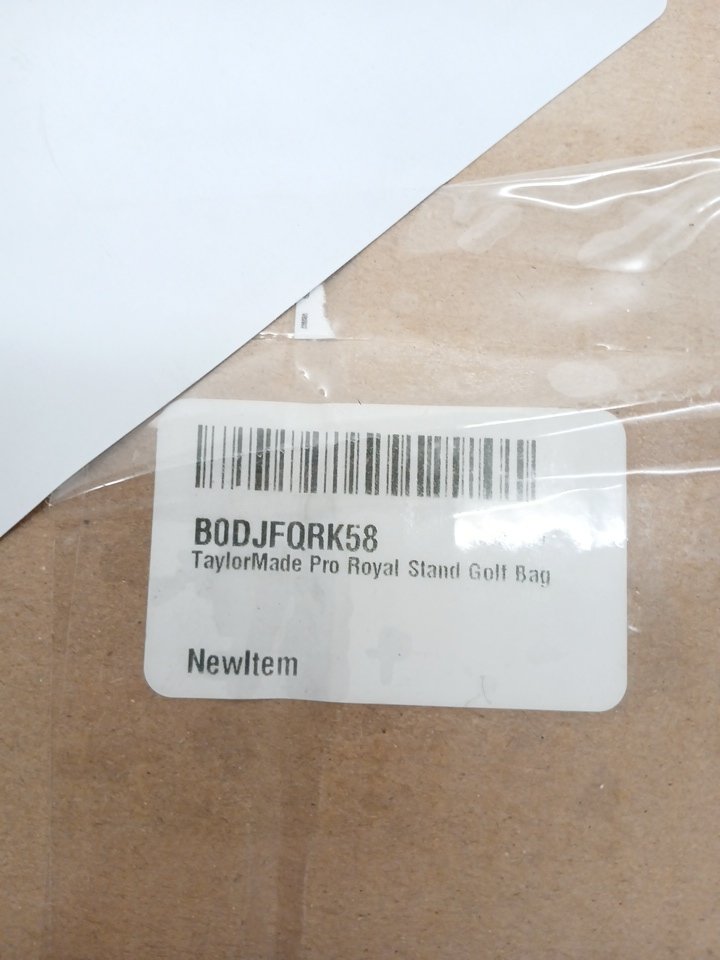 B0DJFQRK58
TaylorMade Pro Royal Stand Golf Bag
NewItem